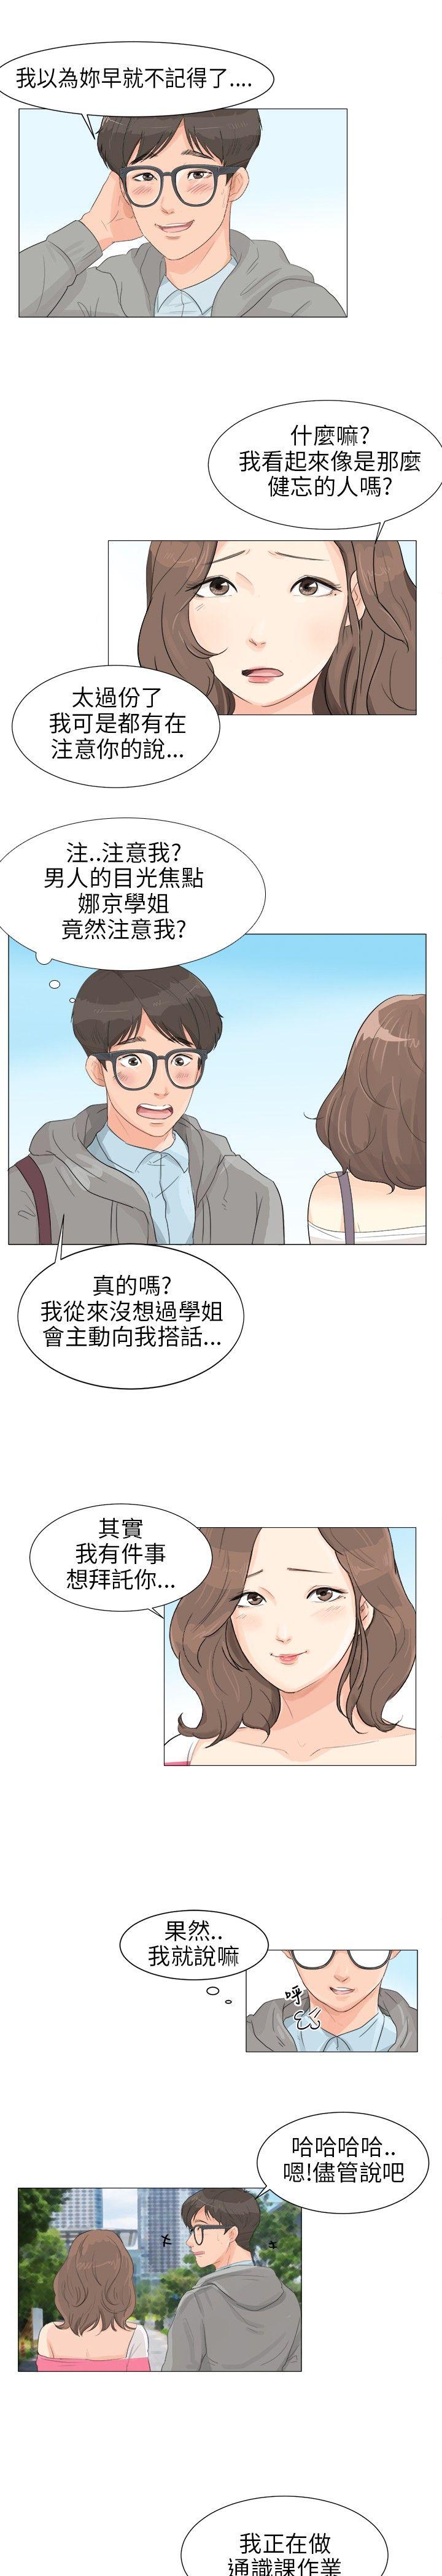 我以為妳早就不記得了....
什麼嘛?
我看起來像是那麼
健忘的人嗎?
太過份了
我可是都有在
注意你的說...
注..注意我?
男人的目光焦點
娜京學姐
竟然注意我?
真的嗎?
我從來沒想過學姐
會主動向我搭話...
其實
我有件事
想拜託你...
果然..
我就說嘛
呼
哈哈哈哈..
嗯!儘管說吧
我正在做
通識課作業